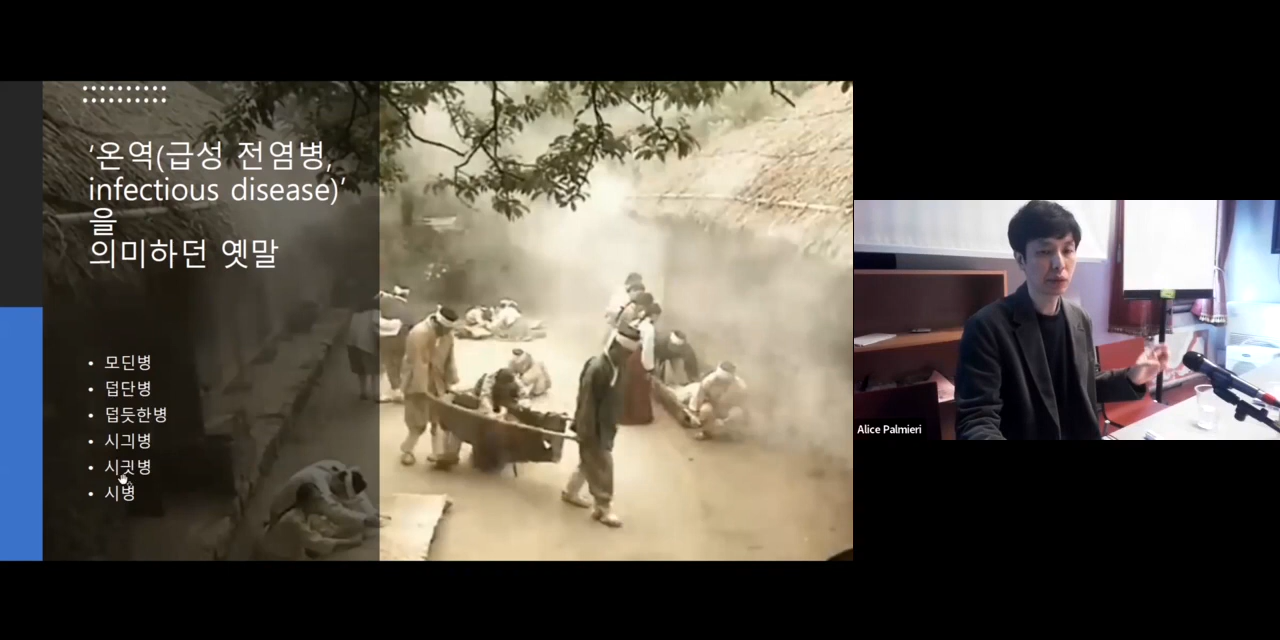 ‘온역(급성 전염병,
infectious disease)’
을
의미하던 옛말
• 모딘병
• 덥단병
• 덥듯한병
• 시긔병
• 시귓병
• 시병
Alice Palmieri